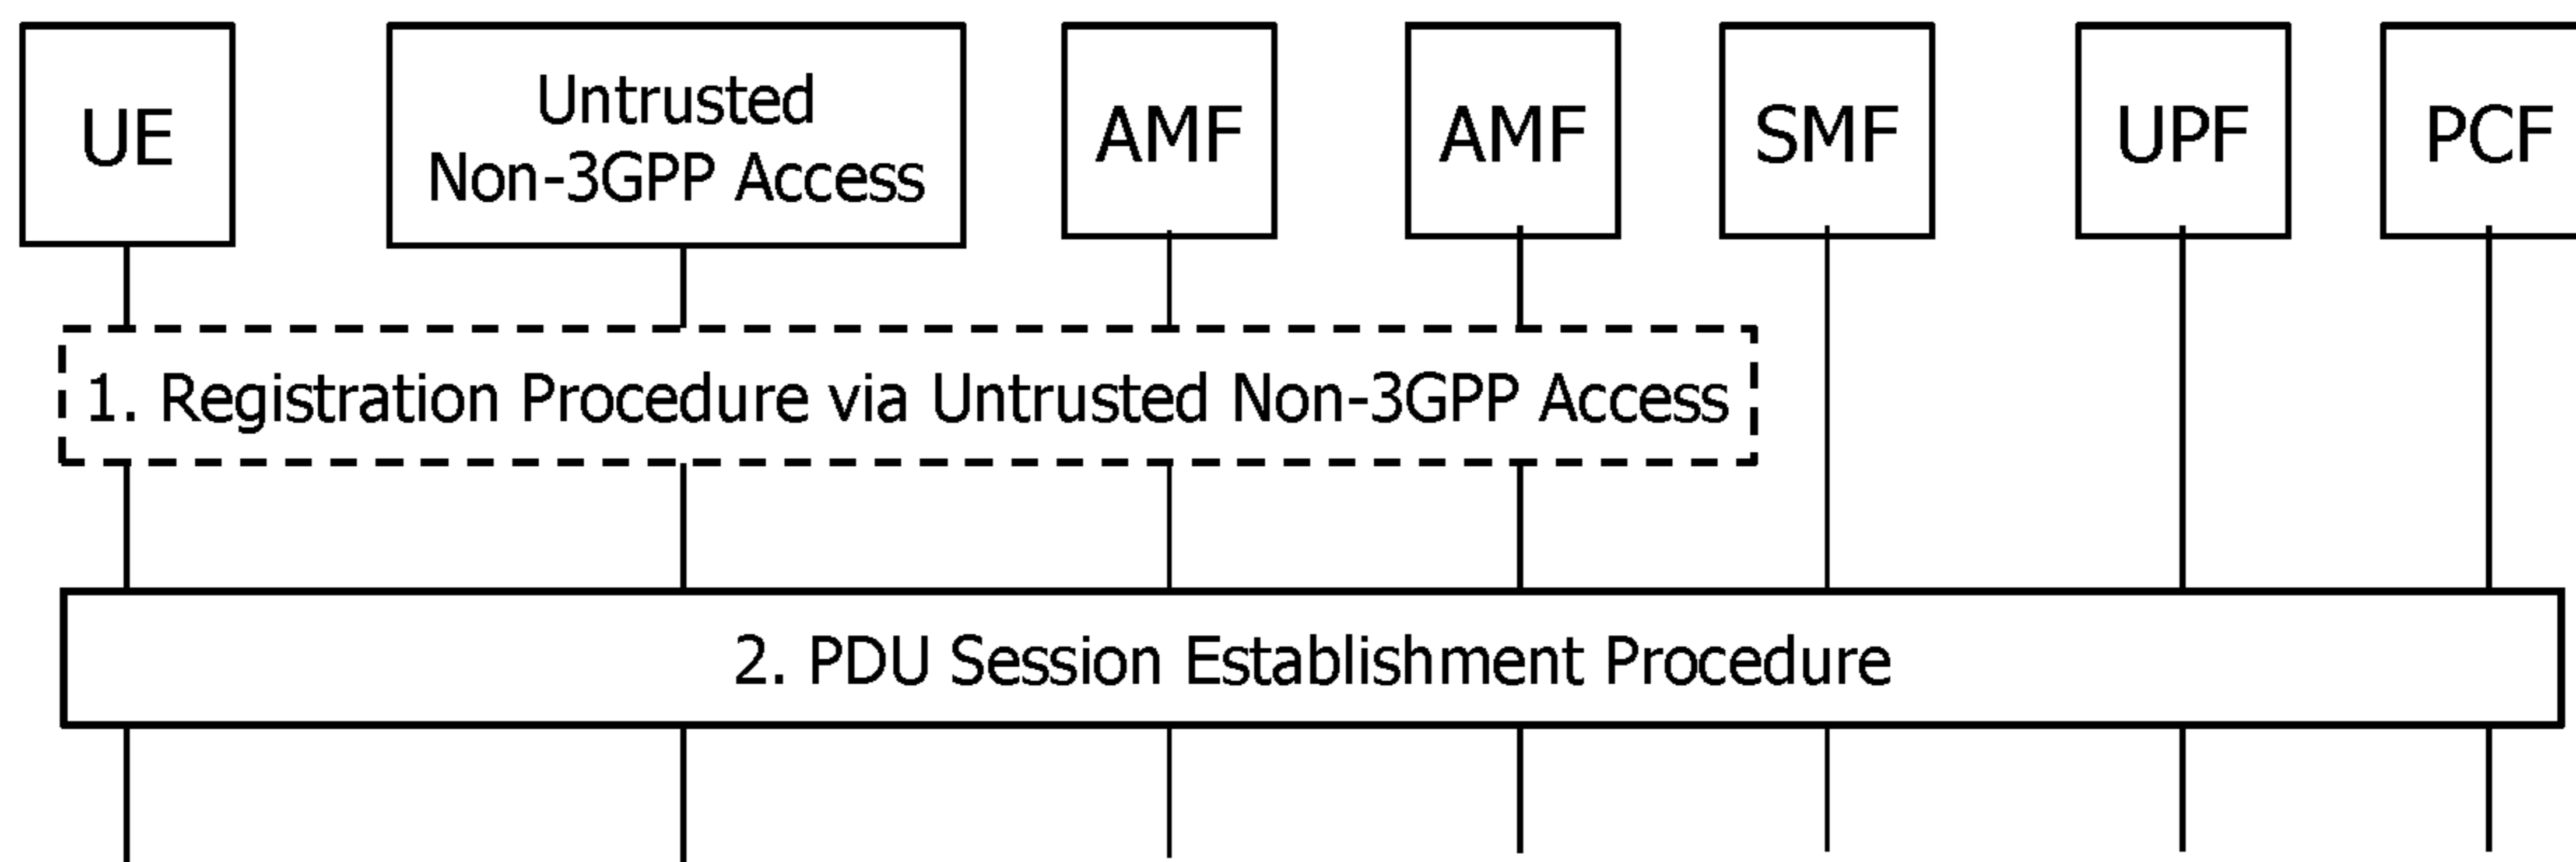 UE
Untrusted
Non-3GPP Access
AMF
AMF
SMF
UPF
PCF
1. Registration Procedure via Untrusted Non-3GPP Access
2. PDU Session Establishment Procedure